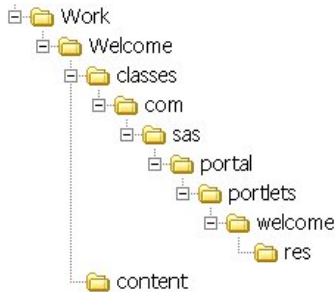 Work
Welcome
classes
com
sas
portal
portlets
welcome
res
content